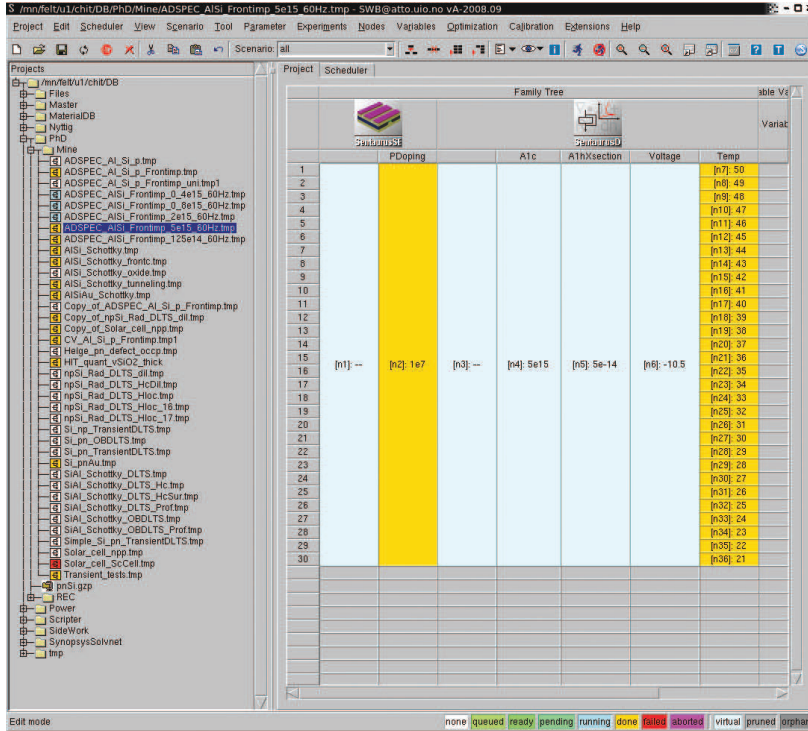 S /mn/felt/u1/chit/DB/PhD/Mine/ADSPEC_AlSi_Frontimp_5e15_60Hz.tmp - SWB@atto.uio.no vA-2008.09
Project Edit Scheduler View Scenario Tool Parameter Experiments Nodes Variables Optimization Calibration Extensions Help
Scenario: all
Projects
Project Scheduler
/mn/felt/u1/chit/DB
Files
Master
MaterialDB
Nyttig
PhD
Mine
ADSPEC_Al_Si_p.tmp
ADSPEC_Al_Si_p_Frontimp.tmp
ADSPEC_Al_Si_p_Frontimp_uni.tmp1
ADSPEC_AlSi_Frontimp_0_4e15_60Hz.tmp
ADSPEC_AlSi_Frontimp_0_8e15_60Hz.tmp
ADSPEC_AlSi_Frontimp_2e15_60Hz.tmp
ADSPEC_AlSi_Frontimp_5e15_60Hz.tmp
ADSPEC_AlSi_Frontimp_125e14_60Hz.tmp
AlSi_Schottky.tmp
AlSi_Schottky_frontc.tmp
AlSi_Schottky_oxide.tmp
AlSi_Schottky_tunneling.tmp
AlSiAu_Schottky.tmp
Copy_of_ADSPEC_Al_Si_p_Frontimp.tmp
Copy_of_npSi_Rad_DLTS_dil.tmp
Copy_of_Solar_cell_npp.tmp
CV_Al_Si_p_Frontimp.tmp1
Helge_pn_defect_occp.tmp
HIT_quant_vSiO2_thick
npSi_Rad_DLTS_dil.tmp
npSi_Rad_DLTS_HcDil.tmp
npSi_Rad_DLTS_Hloc.tmp
npSi_Rad_DLTS_Hloc_16.tmp
npSi_Rad_DLTS_Hloc_17.tmp
Si_np_TransientDLTS.tmp
Si_pn_OBDLTS.tmp
Si_pn_TransientDLTS.tmp
Si_pnAu.tmp
SiAl_Schottky_DLTS.tmp
SiAl_Schottky_DLTS_Hc.tmp
SiAl_Schottky_DLTS_HcSur.tmp
SiAl_Schottky_DLTS_Prof.tmp
SiAl_Schottky_OBDLTS.tmp
SiAl_Schottky_OBDLTS_Prof.tmp
Simple_Si_pn_TransientDLTS.tmp
Solar_cell_npp.tmp
Solar_cell_ScCell.tmp
Transient_tests.tmp
pnSi.gzp
REC
Power
Scripter
SideWork
SynopsysSolvnet
tmp
Family Tree able Va
SentaurusSE SentaurusD Variab
PDoping A1c A1hXsection Voltage Temp
1 [n7]: 50
2 [n8]: 49
3 [n9]: 48
4 [n10]: 47
5 [n11]: 46
6 [n12]: 45
7 [n13]: 44
8 [n14]: 43
9 [n15]: 42
10 [n16]: 41
11 [n17]: 40
12 [n18]: 39
13 [n19]: 38
14 [n20]: 37
15 [n21]: 36
[n1]: -- [n2]: 1e7 [n3]: -- [n4]: 5e15 [n5]: 5e-14 [n6]: -10.5
16 [n22]: 35
17 [n23]: 34
18 [n24]: 33
19 [n25]: 32
20 [n26]: 31
21 [n27]: 30
22 [n28]: 29
23 [n29]: 28
24 [n30]: 27
25 [n31]: 26
26 [n32]: 25
27 [n33]: 24
28 [n34]: 23
29 [n35]: 22
30 [n36]: 21
Edit mode none queued ready pending running done failed aborted virtual pruned orphan